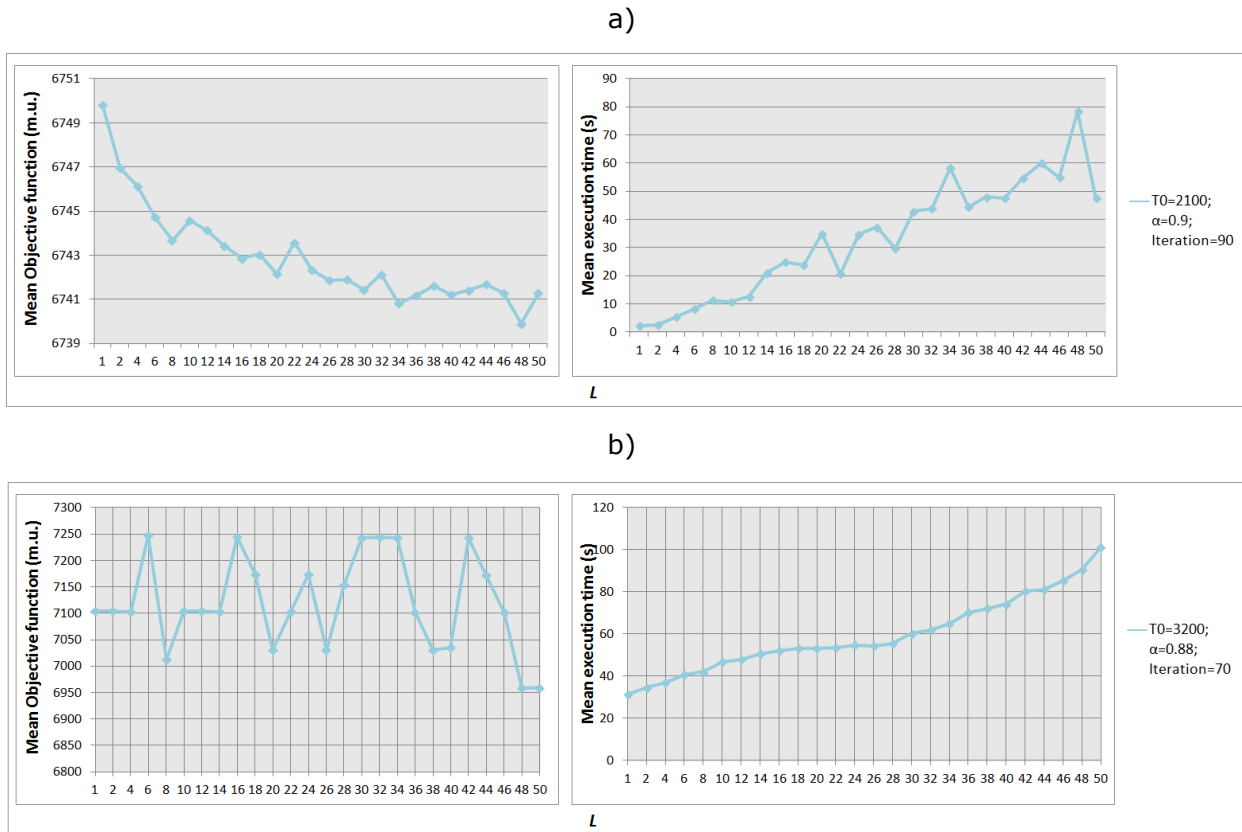 a)
Mean Objective function (m.u.)
6751
6749
6747
6745
6743
6741
6739
1 2 4 6 8 10 12 14 16 18 20 22 24 26 28 30 32 34 36 38 40 42 44 46 48 50
Mean execution time (s)
90
80
70
60
50
40
30
20
10
0
1 2 4 6 8 10 12 14 16 18 20 22 24 26 28 30 32 34 36 38 40 42 44 46 48 50
T0=2100;
α=0.9;
Iteration=90
L
b)
Mean Objective function (m.u.)
7300
7250
7200
7150
7100
7050
7000
6950
6900
6850
6800
1 2 4 6 8 10 12 14 16 18 20 22 24 26 28 30 32 34 36 38 40 42 44 46 48 50
Mean execution time (s)
120
100
80
60
40
20
0
1 2 4 6 8 10 12 14 16 18 20 22 24 26 28 30 32 34 36 38 40 42 44 46 48 50
T0=3200;
α=0.88;
Iteration=70
L